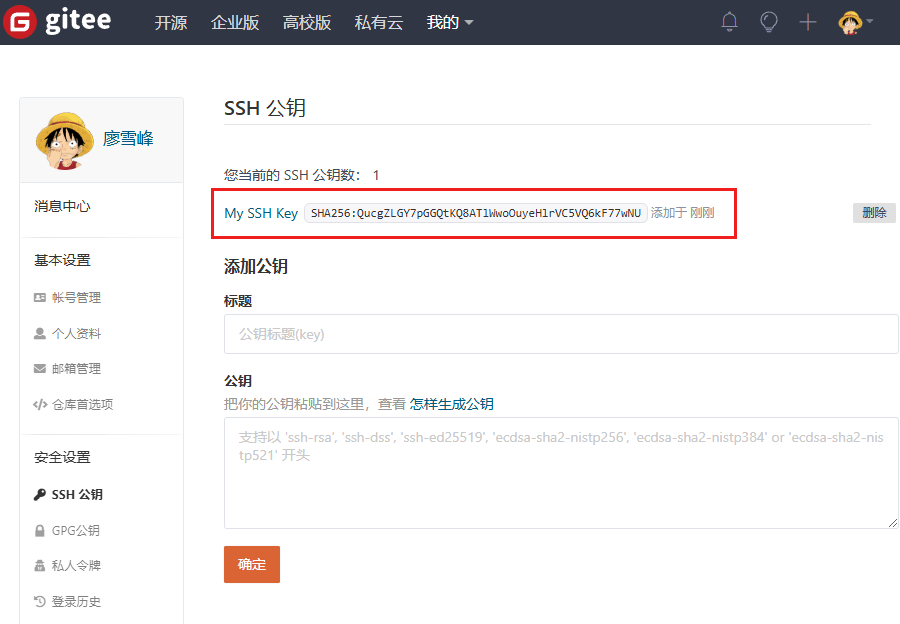 gitee 开源 企业版 高校版 私有云 我的
廖雪峰
消息中心
基本设置
帐号管理
个人资料
邮箱管理
仓库首选项
安全设置
SSH 公钥
GPG公钥
私人令牌
登录历史
SSH 公钥
您当前的 SSH 公钥数： 1
My SSH Key SHA256:QucgZLGY7pGGQtKQ8ATlWwoOuyeHlrVC5VQ6kF77wNU 添加于 刚刚 删除
添加公钥
标题
公钥标题(key)
公钥
把你的公钥粘贴到这里，查看 怎样生成公钥
支持以 'ssh-rsa', 'ssh-dss', 'ssh-ed25519', 'ecdsa-sha2-nistp256', 'ecdsa-sha2-nistp384' or 'ecdsa-sha2-nis
tp521' 开头
确定